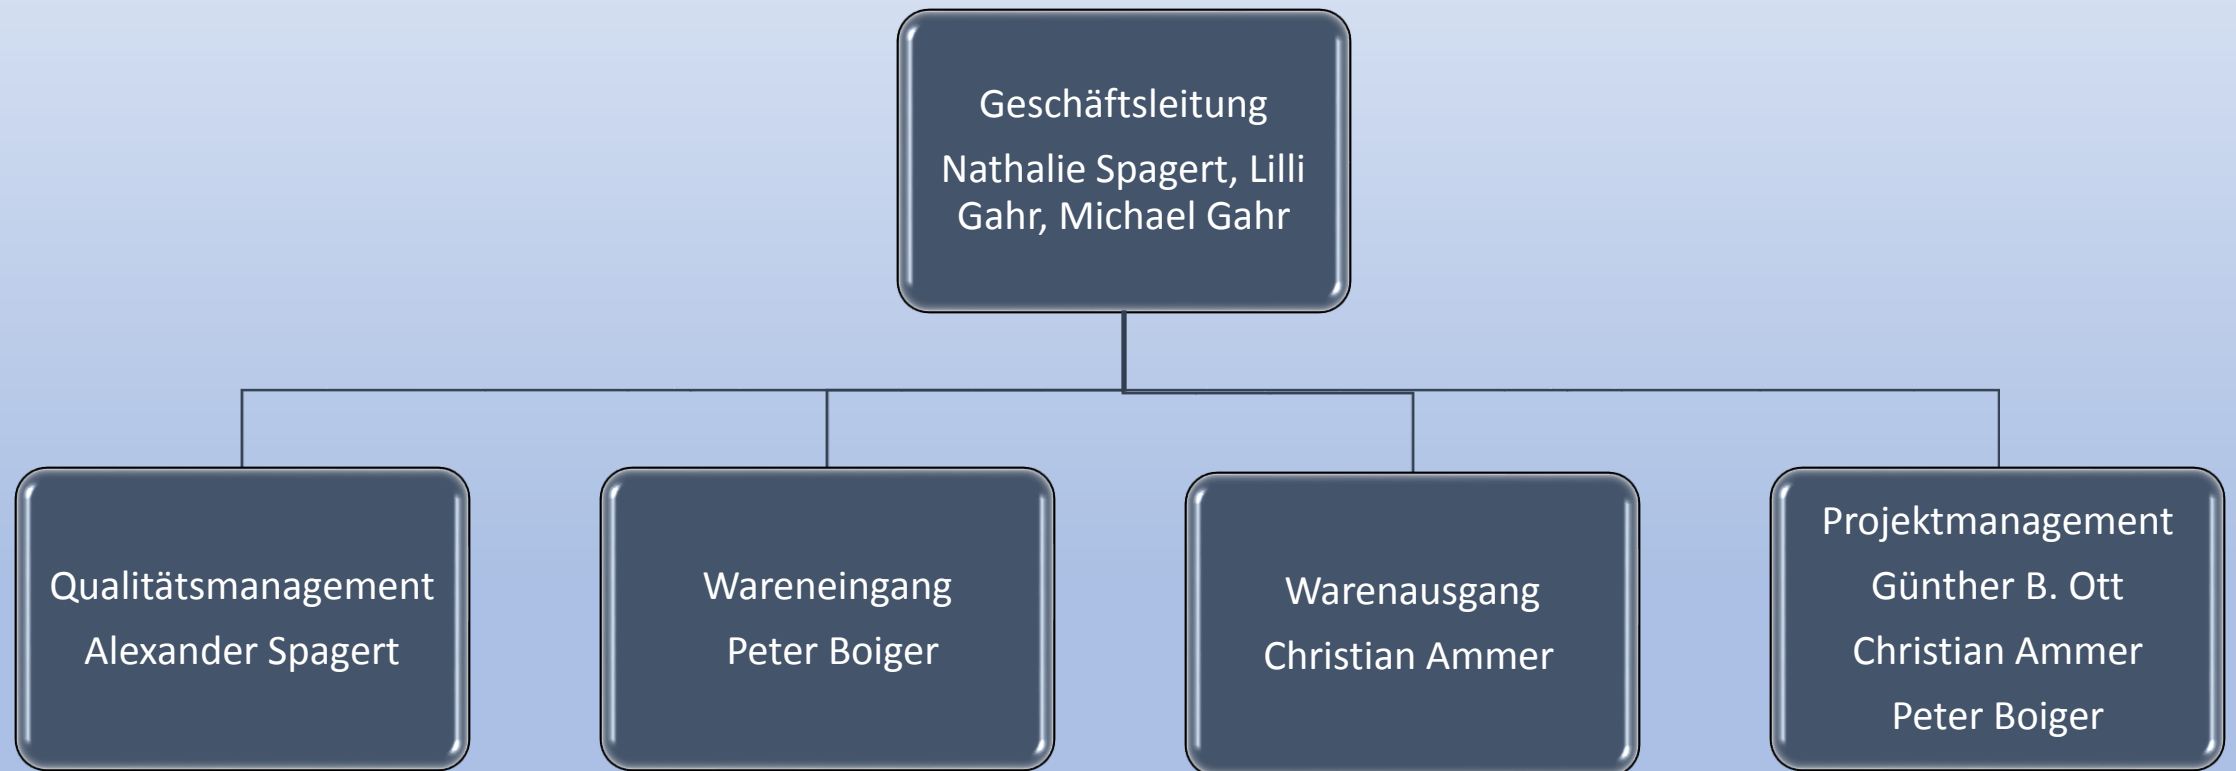 Geschäftsleitung
Nathalie Spagert, Lilli
Gahr, Michael Gahr
Qualitätsmanagement
Alexander Spagert
Wareneingang
Peter Boiger
Warenausgang
Christian Ammer
Projektmanagement
Günther B. Ott
Christian Ammer
Peter Boiger